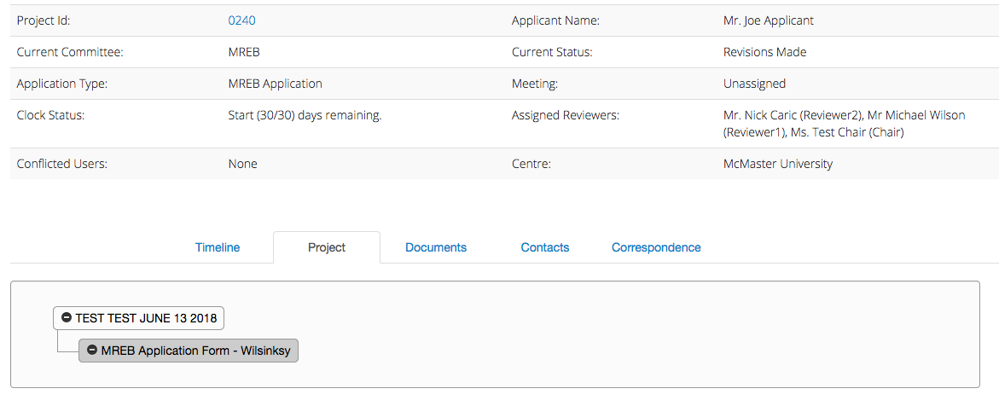 Project Id: 0240 Applicant Name: Mr. Joe Applicant
Current Committee: MREB Current Status: Revisions Made
Application Type: MREB Application Meeting: Unassigned
Clock Status: Start (30/30) days remaining. Assigned Reviewers: Mr. Nick Caric (Reviewer2), Mr Michael Wilson
(Reviewer1), Ms. Test Chair (Chair)
Conflicted Users: None Centre: McMaster University
Timeline Project Documents Contacts Correspondence
TEST TEST JUNE 13 2018
MREB Application Form - Wilsinksy